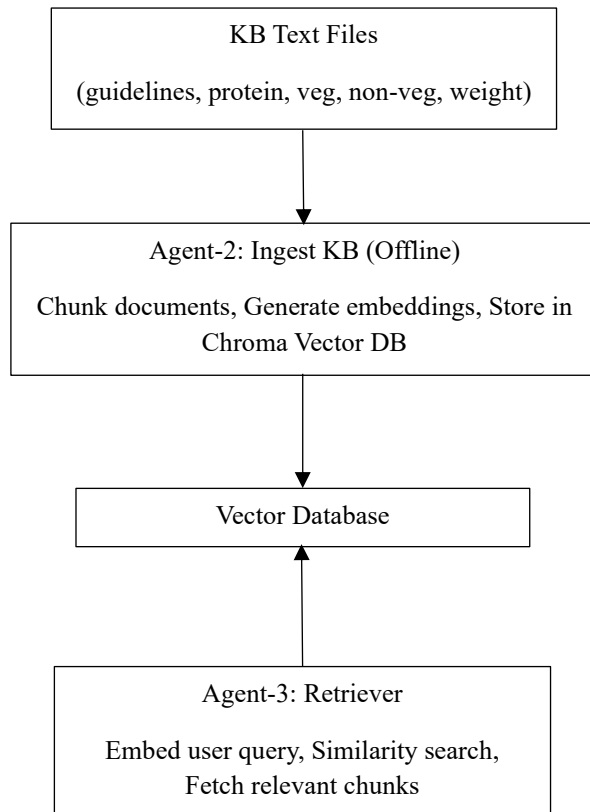 KB Text Files
(guidelines, protein, veg, non-veg, weight)
Agent-2: Ingest KB (Offline)
Chunk documents, Generate embeddings, Store in
Chroma Vector DB
Vector Database
Agent-3: Retriever
Embed user query, Similarity search,
Fetch relevant chunks